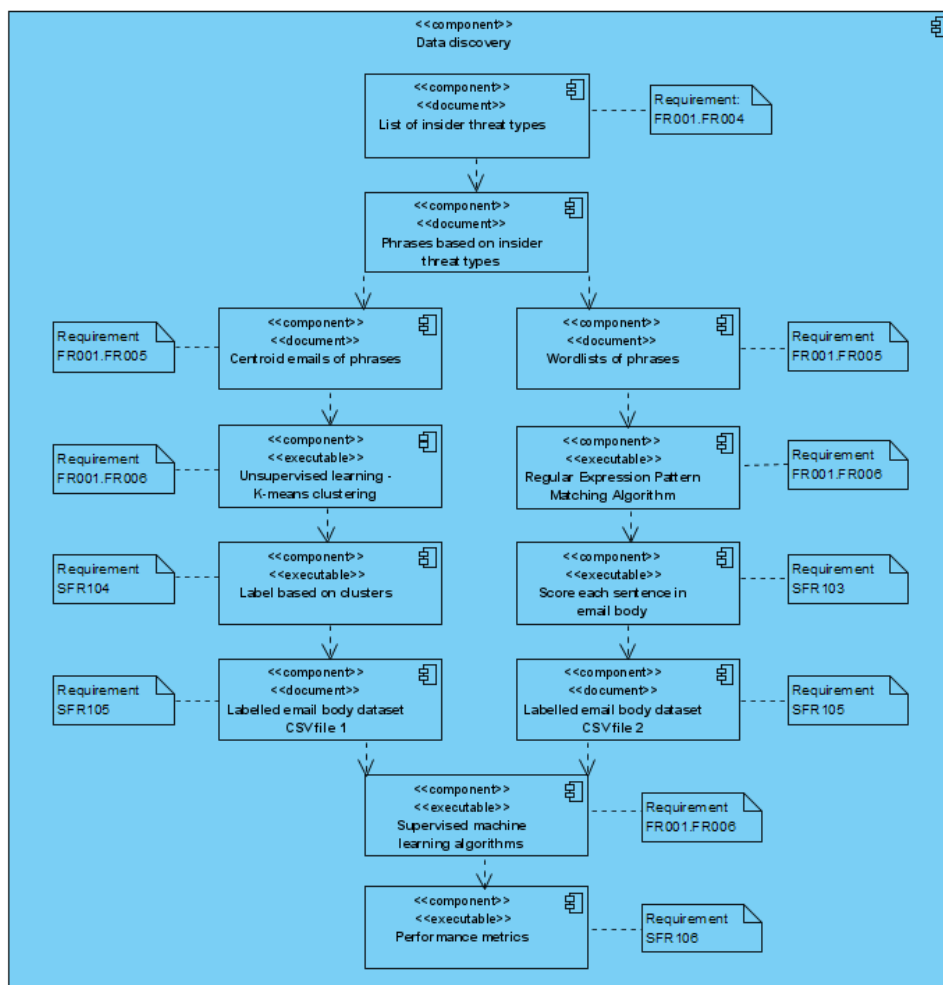 <<component>>
Data discovery
<<component>>
<<document>>
List of insider threat types
Requirement:
FR001.FR004
<<component>>
<<document>>
Phrases based on insider
threat types
Requirement
FR001.FR005
<<component>>
<<document>>
Centroid emails of phrases
<<component>>
<<document>>
Wordlists of phrases
Requirement
FR001.FR005
Requirement
FR001.FR006
<<component>>
<<executable>>
Unsupervised learning -
K-means clustering
<<component>>
<<executable>>
Regular Expression Pattern
Matching Algorithm
Requirement
FR001.FR006
Requirement
SFR104
<<component>>
<<executable>>
Label based on clusters
<<component>>
<<executable>>
Score each sentence in
email body
Requirement
SFR103
Requirement
SFR105
<<component>>
<<document>>
Labelled email body dataset
CSVfile 1
<<component>>
<<document>>
Labelled email body dataset
CSVfile 2
Requirement
SFR105
<<component>>
<<executable>>
Supervised machine
learning algorithms
Requirement
FR001.FR006
<<component>>
<<executable>>
Performance metrics
Requirement
SFR106